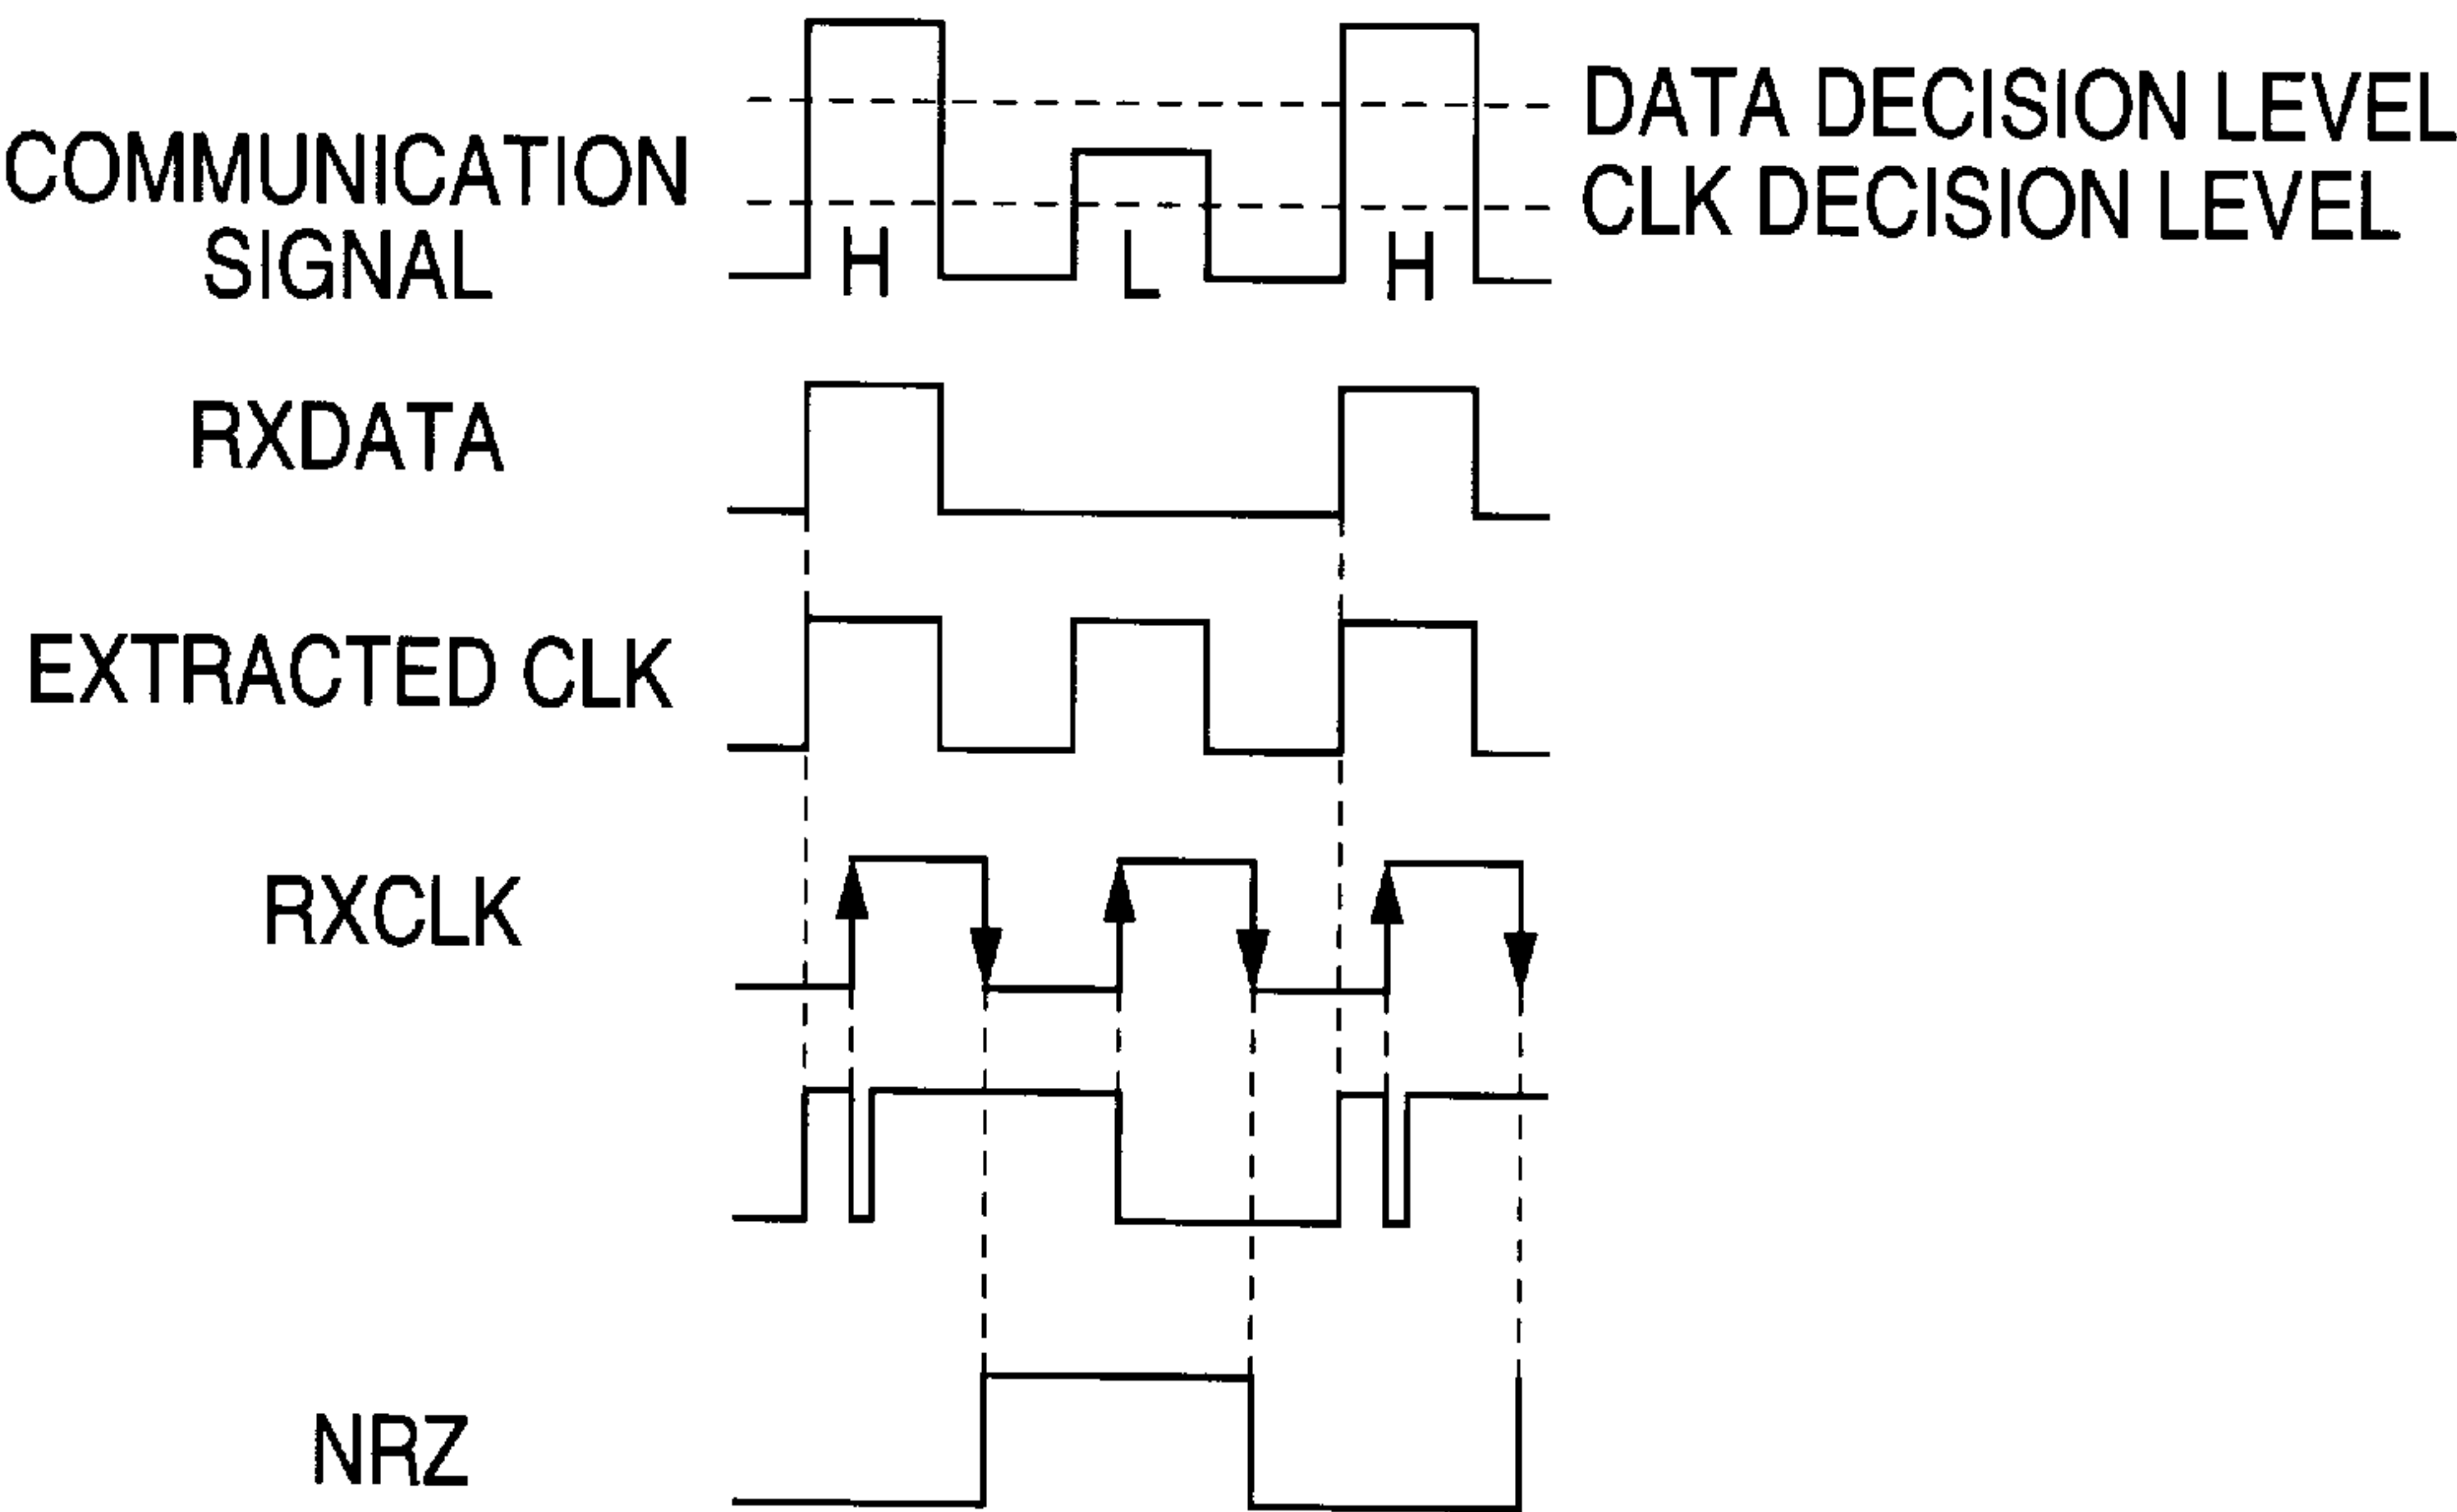 DATA DECISION LEVEL
COMMUNICATION
CLK DECISION LEVEL
SIGNAL
H
L
H
RXDATA
EXTRACTED CLK
RXCLK
NRZ